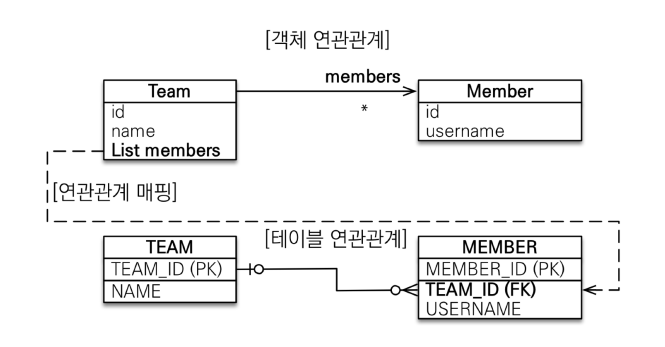 [객체 연관관계]
Team
id
name
List members
members
*
Member
id
username
[연관관계 매핑]
[테이블 연관관계]
TEAM
TEAM_ID (PK)
NAME
MEMBER
MEMBER_ID (PK)
TEAM_ID (FK)
USERNAME